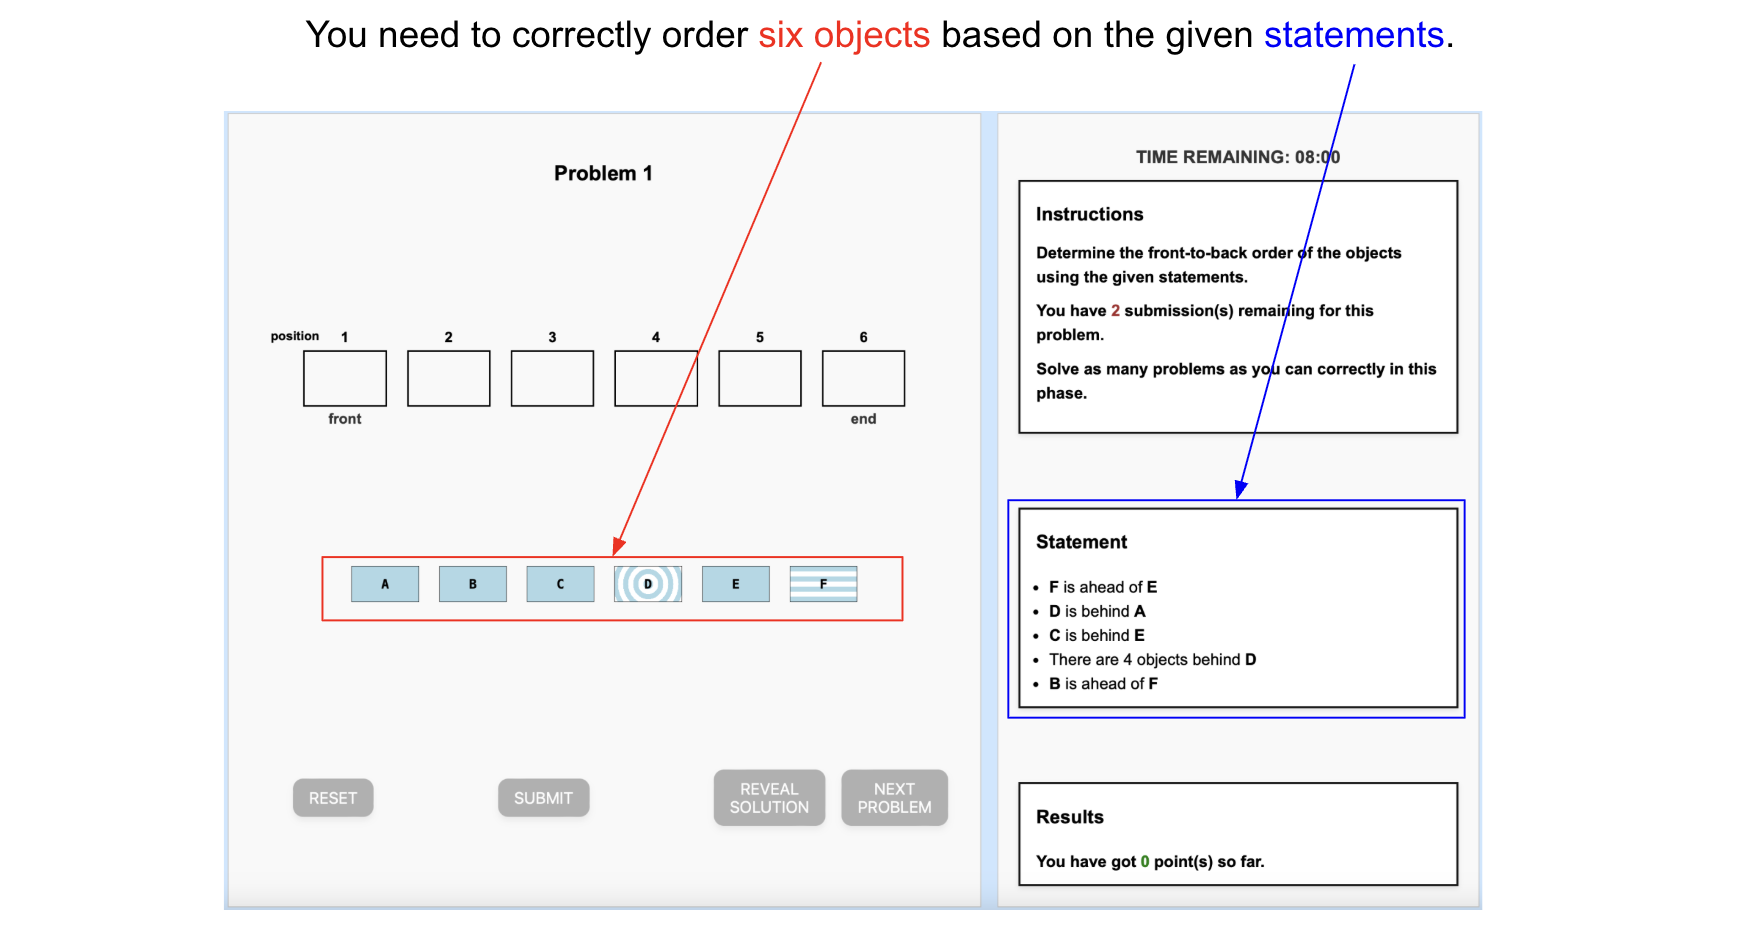 You need to correctly order six objects based on the given statements.
Problem 1
position 1 2 3 4 5 6
front end
A B C D E F
RESET SUBMIT REVEAL SOLUTION NEXT PROBLEM
TIME REMAINING: 08:00
Instructions
Determine the front-to-back order of the objects
using the given statements.
You have 2 submission(s) remaining for this
problem.
Solve as many problems as you can correctly in this
phase.
Statement
• F is ahead of E
• D is behind A
• C is behind E
• There are 4 objects behind D
• B is ahead of F
Results
You have got 0 point(s) so far.